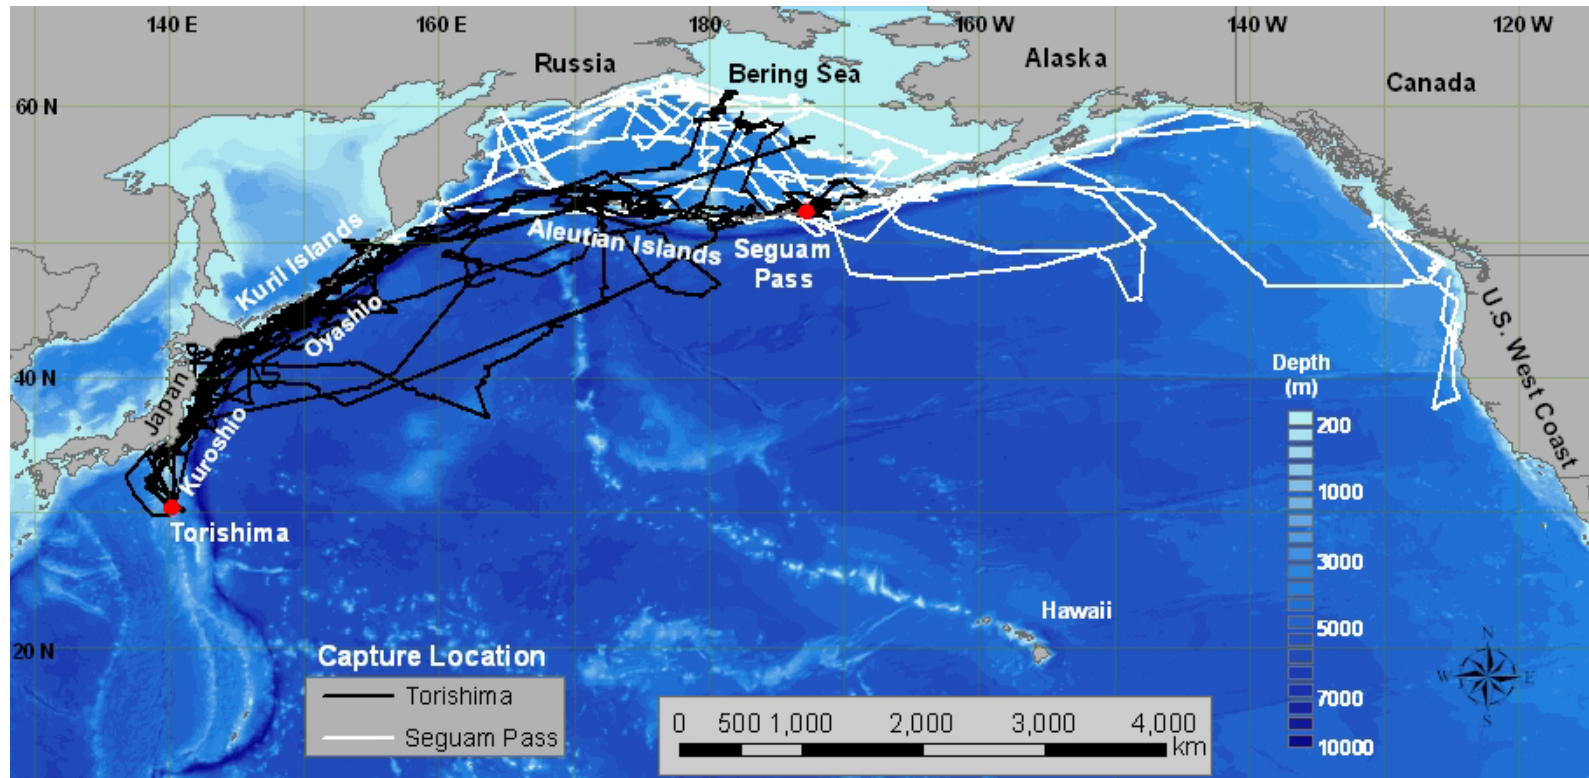 140 E
160 E
180
160 W
140 W
120 W
Russia
Bering Sea
Alaska
Canada
60 N
Kuril Islands
Aleutian Islands
Seguam
Pass
Oyashio
U.S. West Coast
40 N
Japan
Kuroshio
Torishima
Depth
(m)
200
1000
3000
5000
7000
10000
Hawaii
20 N
Capture Location
Torishima
Seguam Pass
0 500 1,000 2,000 3,000 4,000
km
N
W E
S